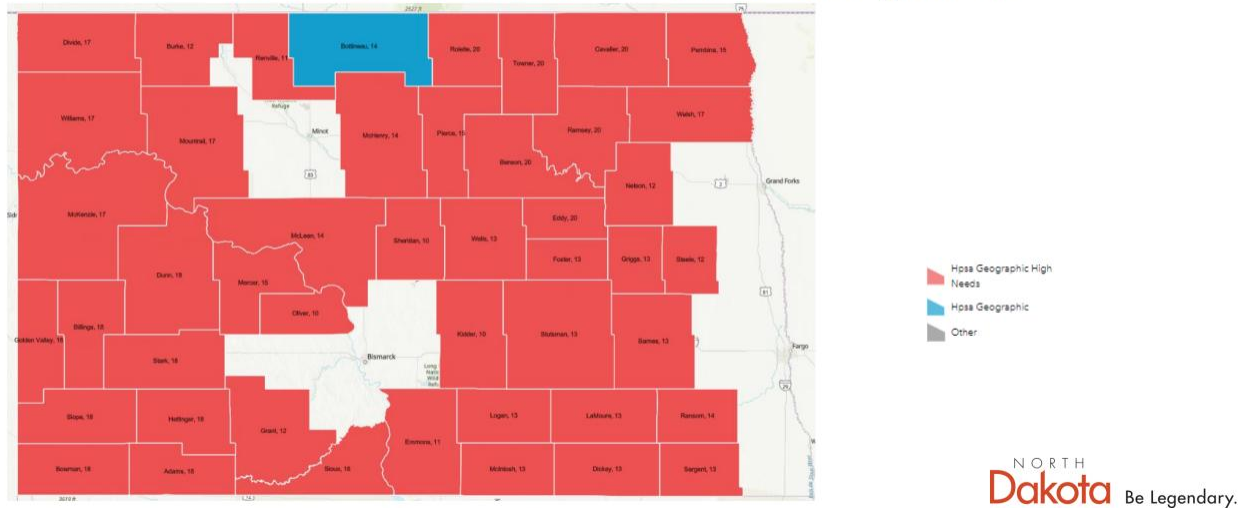 Divide, 17
Burke, 12
Renville, 11
Bottineau, 14
Rolette, 20
Towner, 20
Cavalier, 20
Pembina, 15
Williams, 17
Mountrail, 17
Refuge
Minot
83
McHenry, 14
Pierce, 15
Benson, 20
Ramsey, 20
Walsh, 17
Nelson, 12
2
Grand Forks
McKenzie, 17
Dunn, 18
McLean, 14
Mercer, 15
Oliver, 10
Sheridan, 10
Wells, 13
Eddy, 20
Foster, 13
Griggs, 13
Steele, 12
81
Golden Valley, 18
Billings, 18
Stark, 18
Bismarck
Long
Kidder, 10
Stutsman, 13
Barnes, 13
Fargo
Slope, 18
Hettinger, 18
Grant, 12
Emmons, 11
Logan, 13
LaMoure, 13
Ransom, 14
Bowman, 18
Adams, 18
Sioux, 18
McIntosh, 13
Dickey, 13
Sargent, 13
Hpsa Geographic High
Needs
Hpsa Geographic
Other
NORTH
Dakota Be Legendary.